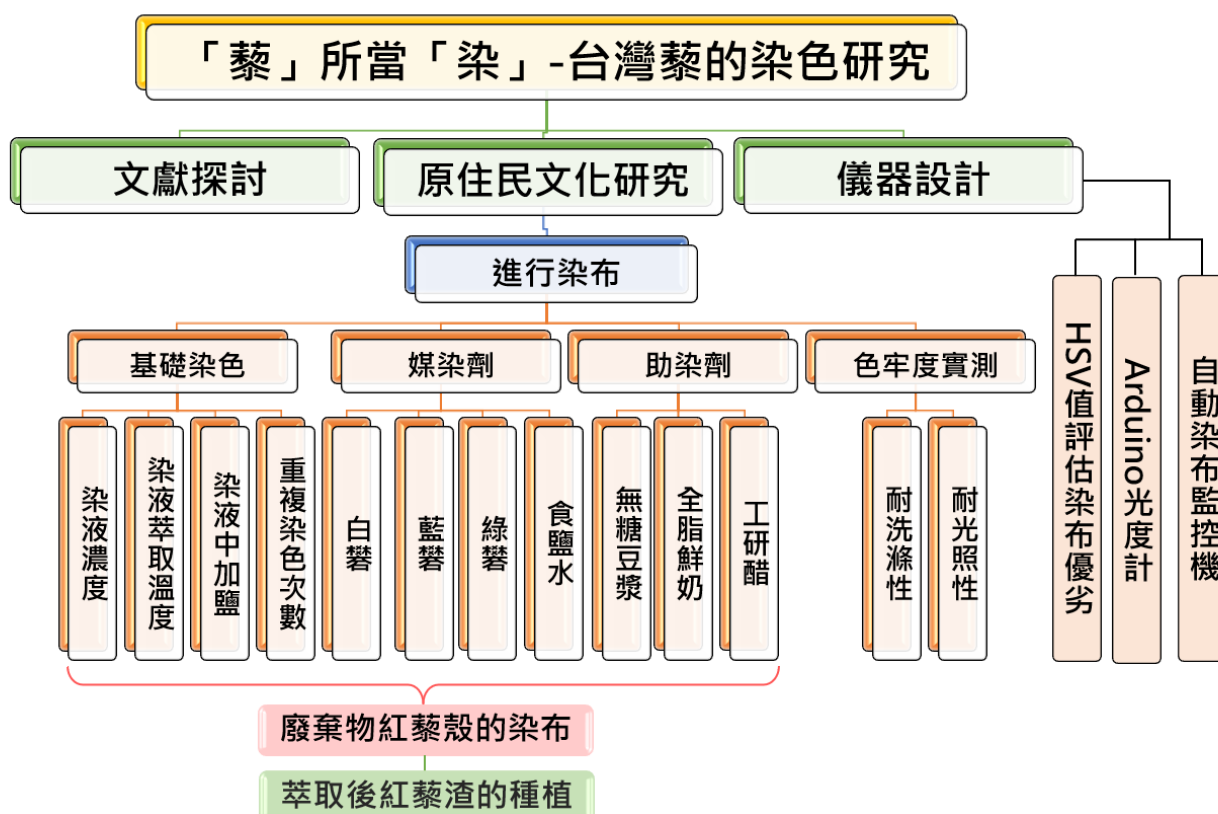 「藜」所當「染」-台灣藜的染色研究
文獻探討
原住民文化研究
儀器設計
進行染布
基礎染色
媒染劑
助染劑
色牢度實測
染液濃度
染液萃取溫度
染液中加鹽
重複染色次數
白礬
藍礬
綠礬
食鹽水
無糖豆漿
全脂鮮奶
工研醋
耐洗滌性
耐光照性
HSV值評估染布優劣
Arduino光度計
自動染布監控機
廢棄物紅藜殼的染布
萃取後紅藜渣的種植